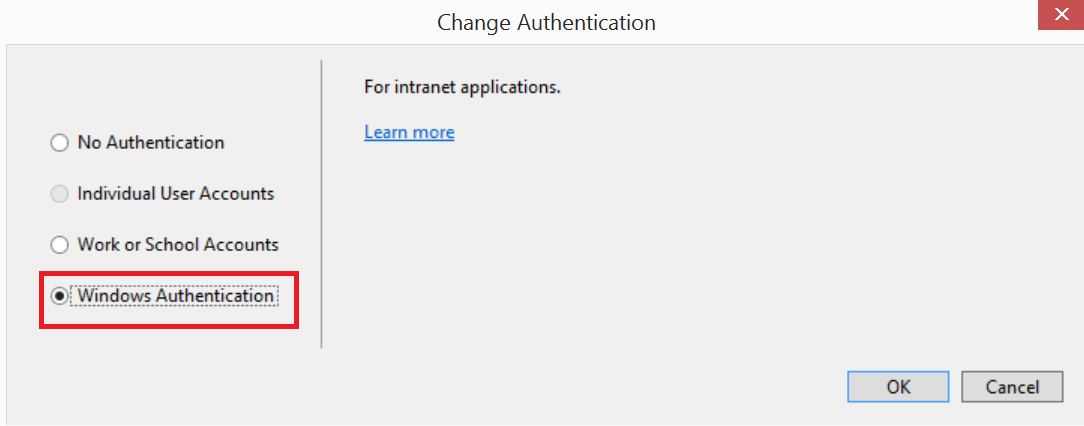 Change Authentication
For intranet applications.
Learn more
No Authentication
Individual User Accounts
Work or School Accounts
Windows Authentication
OK
Cancel